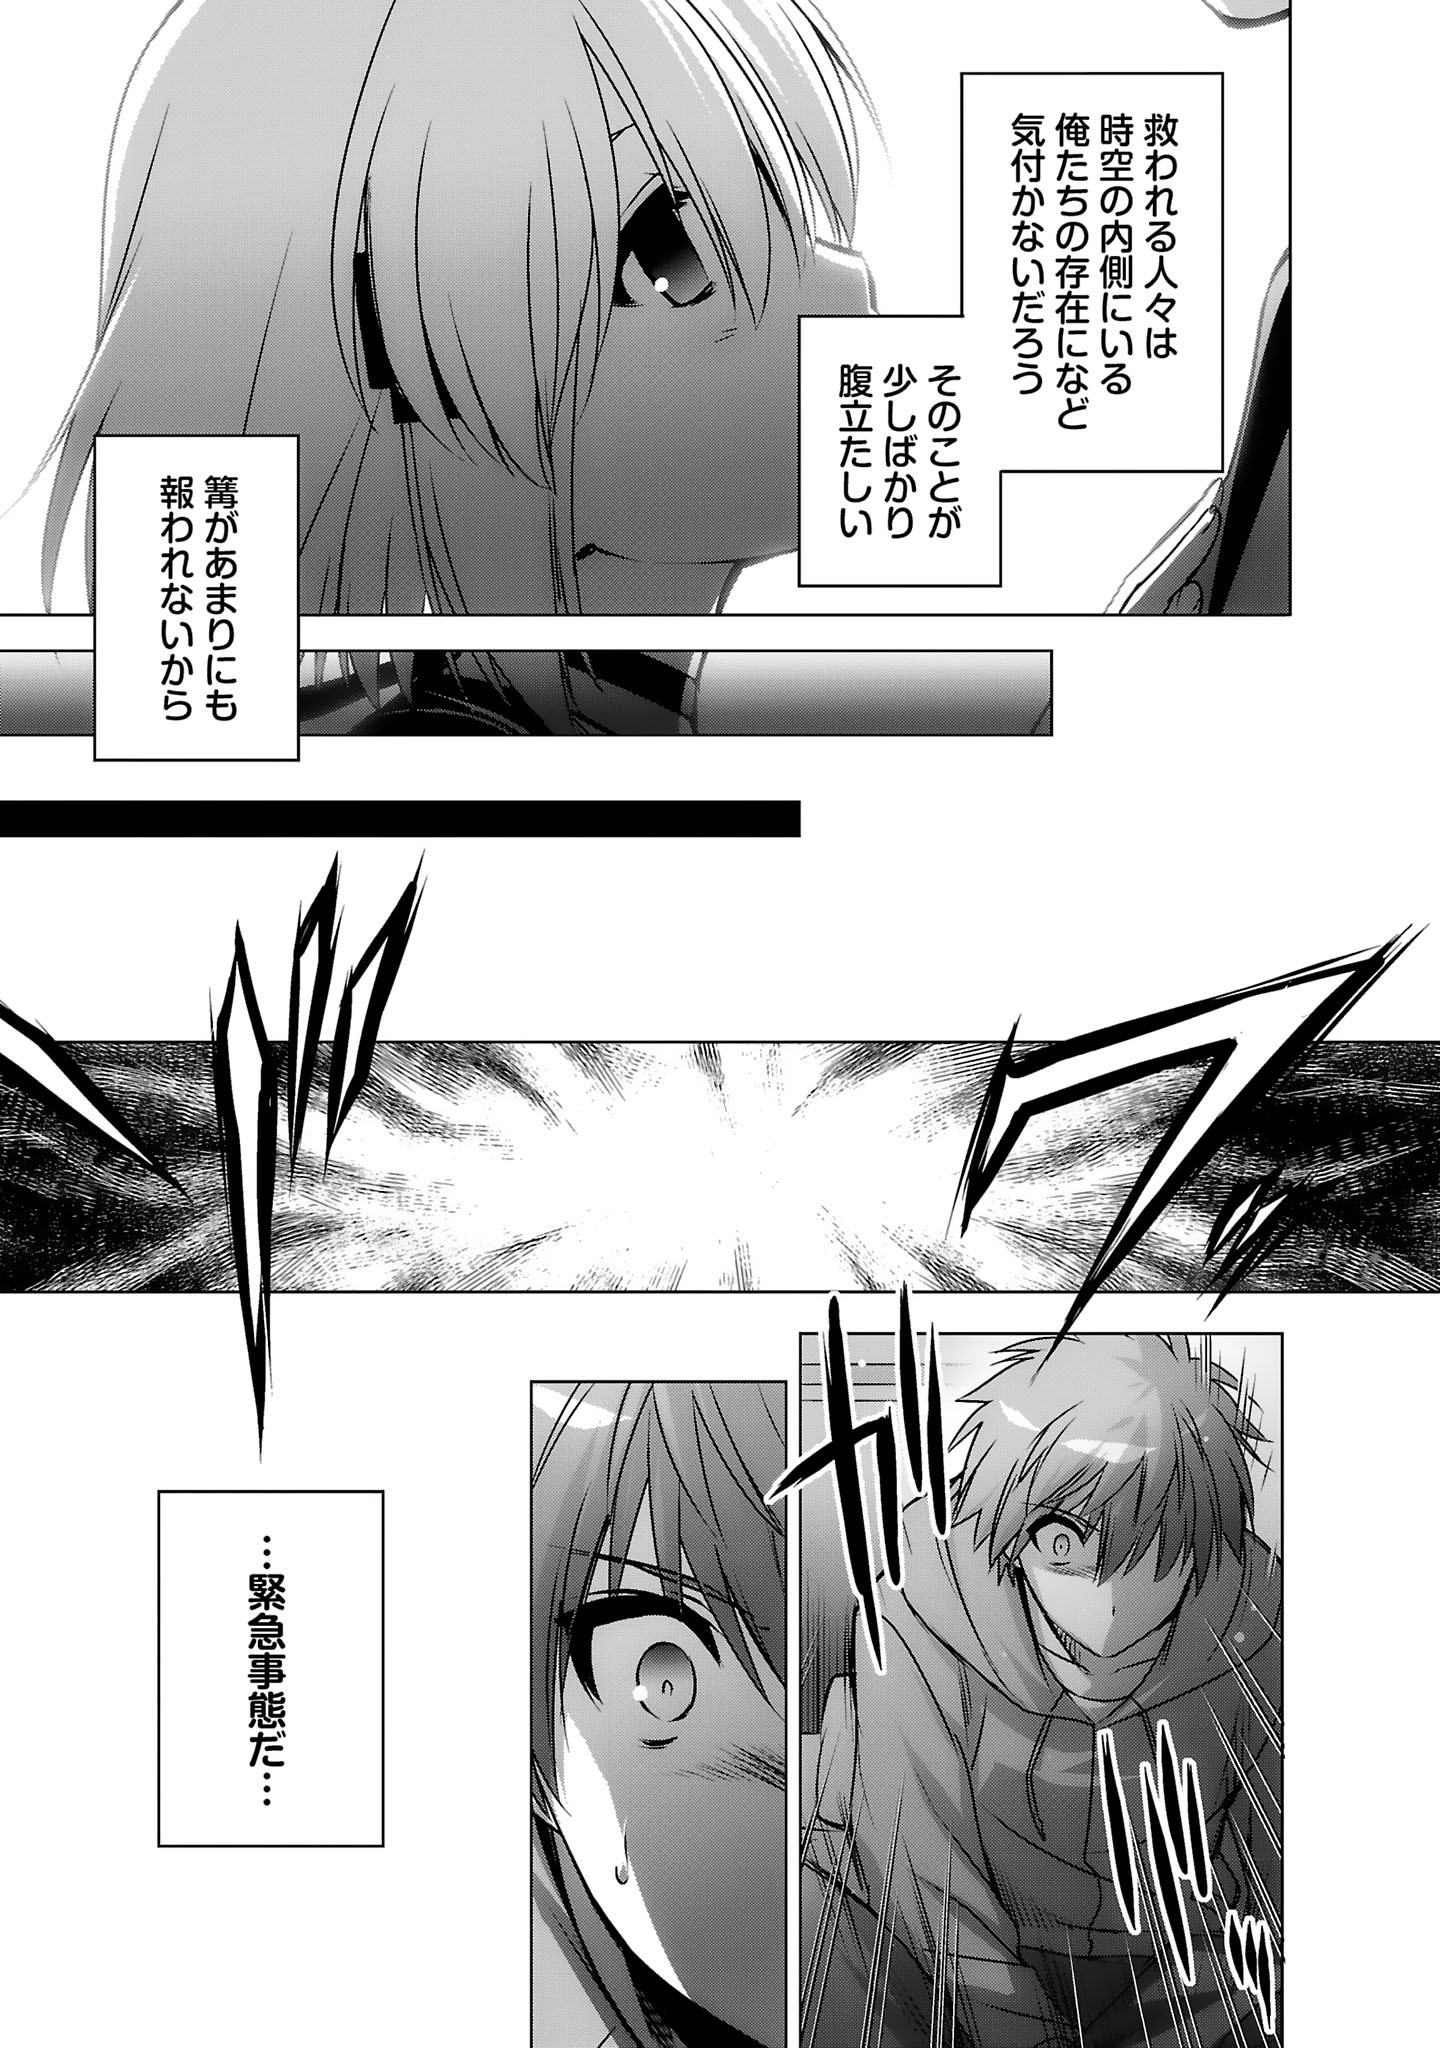 救われる人々は
時空の内側にいる
俺たちの存在になど
気付かないだろう
そのことが
少しばかり
腹立たしい
篝があまりにも
報われないから
ガバ
…緊急事態だ…